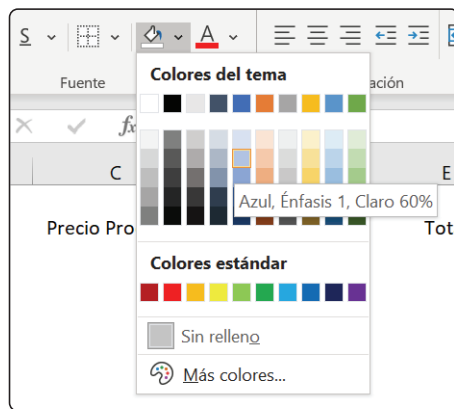 S
A
Fuente
ación
Colores del tema
fx
C
E
Azul, Énfasis 1, Claro 60%
Precio Pro
Tot
Colores estándar
Sin relleno
Más colores...